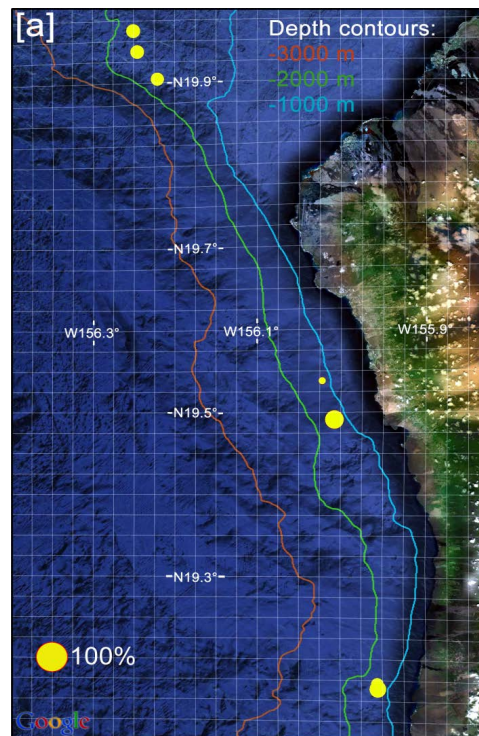 [a]
Depth contours:
-3000 m
-2000 m
-1000 m
N19.9°
N19.7°
W156.3°
W156.1°
W155.9°
N19.5°
N19.3°
100%
Google